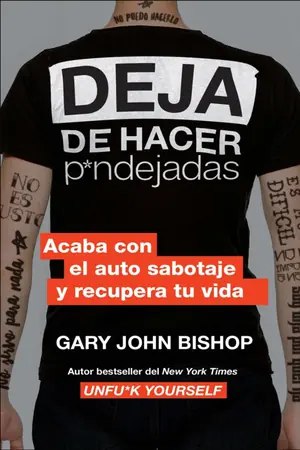 NO PUEDO HACERLO
DEJA
DE HACER
p*ndejadas
NO ES
JUSTO
no sirvo para nada
DIFÍCIL
Acaba con
el auto sabotaje
y recupera tu vida
GARY JOHN BISHOP
Autor bestseller del New York Times
UNFU*K YOURSELF